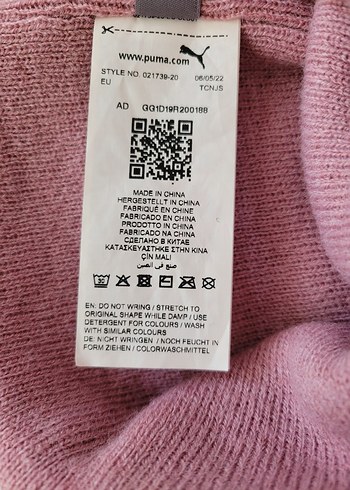 www.puma.com
STYLE NO. 021739-20 06/05/22
EU TCNJS
AD GG1D19R200188
MADE IN CHINA
HERGESTELLT IN CHINA
FABRIQUÉ EN CHINE
FABRICADO EN CHINA
PRODOTTO IN CHINA
FABRICADO NA CHINA
СДЕЛАНО В КИТАЕ
ΚΑΤΑΣΚΕΥΑΣΤΗΚΕ ΣΤΗΝ ΚΙΝΑ
ÇİN MALI
صنع في الصين
EN: DO NOT WRING / STRETCH TO
ORIGINAL SHAPE WHILE DAMP / USE
DETERGENT FOR COLOURS / WASH
WITH SIMILAR COLOURS
DE: NICHT WRINGEN / NOCH FEUCHT IN
FORM ZIEHEN / COLORWASCHMITTEL